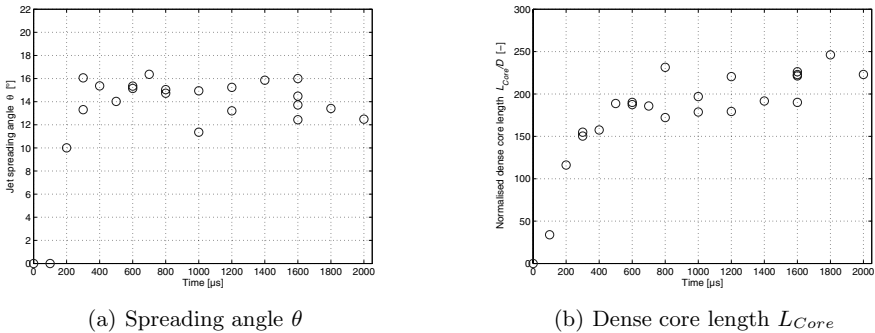 22
20
18
16
14
12
10
8
6
4
2
0
Jet spreading angle θ [°]
0 200 400 600 800 1000 1200 1400 1600 1800 2000
Time [µs]
(a) Spreading angle θ
300
250
200
150
100
50
0
Normalised dense core length L_Core/D [−]
0 200 400 600 800 1000 1200 1400 1600 1800 2000
Time [µs]
(b) Dense core length L_Core